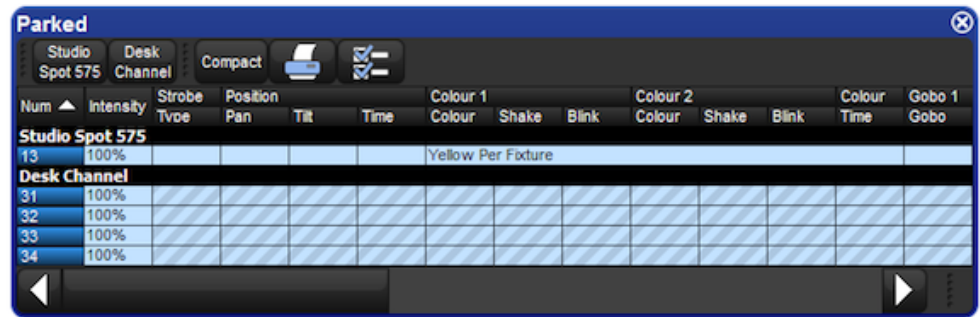 Parked
Studio Spot 575 Desk Channel Compact
Num Intensity Strobe Position Colour 1 Colour 2 Colour Gobo 1
Type Pan Tilt Time Colour Shake Blink Colour Shake Blink Time Gobo
Studio Spot 575
13 100% Yellow Per Fixture
Desk Channel
31 100%
32 100%
33 100%
34 100%